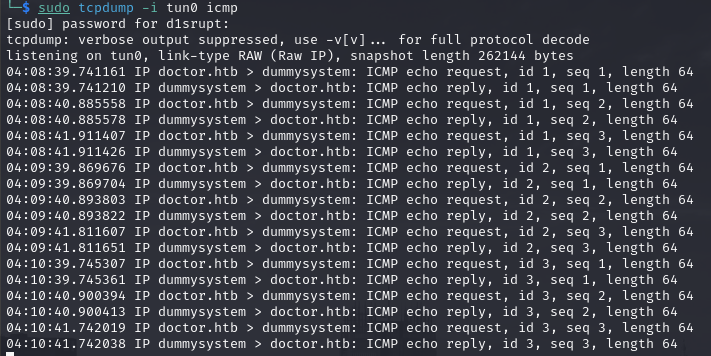 └─$ sudo tcpdump -i tun0 icmp
[sudo] password for d1srupt:
tcpdump: verbose output suppressed, use -v[v]... for full protocol decode
listening on tun0, link-type RAW (Raw IP), snapshot length 262144 bytes
04:08:39.741161 IP doctor.htb > dummysystem: ICMP echo request, id 1, seq 1, length 64
04:08:39.741210 IP dummysystem > doctor.htb: ICMP echo reply, id 1, seq 1, length 64
04:08:40.885558 IP doctor.htb > dummysystem: ICMP echo request, id 1, seq 2, length 64
04:08:40.885578 IP dummysystem > doctor.htb: ICMP echo reply, id 1, seq 2, length 64
04:08:41.911407 IP doctor.htb > dummysystem: ICMP echo request, id 1, seq 3, length 64
04:08:41.911426 IP dummysystem > doctor.htb: ICMP echo reply, id 1, seq 3, length 64
04:09:39.869676 IP doctor.htb > dummysystem: ICMP echo request, id 2, seq 1, length 64
04:09:39.869704 IP dummysystem > doctor.htb: ICMP echo reply, id 2, seq 1, length 64
04:09:40.893803 IP doctor.htb > dummysystem: ICMP echo request, id 2, seq 2, length 64
04:09:40.893822 IP dummysystem > doctor.htb: ICMP echo reply, id 2, seq 2, length 64
04:09:41.811607 IP doctor.htb > dummysystem: ICMP echo request, id 2, seq 3, length 64
04:09:41.811651 IP dummysystem > doctor.htb: ICMP echo reply, id 2, seq 3, length 64
04:10:39.745307 IP doctor.htb > dummysystem: ICMP echo request, id 3, seq 1, length 64
04:10:39.745361 IP dummysystem > doctor.htb: ICMP echo reply, id 3, seq 1, length 64
04:10:40.900394 IP doctor.htb > dummysystem: ICMP echo request, id 3, seq 2, length 64
04:10:40.900413 IP dummysystem > doctor.htb: ICMP echo reply, id 3, seq 2, length 64
04:10:41.742019 IP doctor.htb > dummysystem: ICMP echo request, id 3, seq 3, length 64
04:10:41.742038 IP dummysystem > doctor.htb: ICMP echo reply, id 3, seq 3, length 64